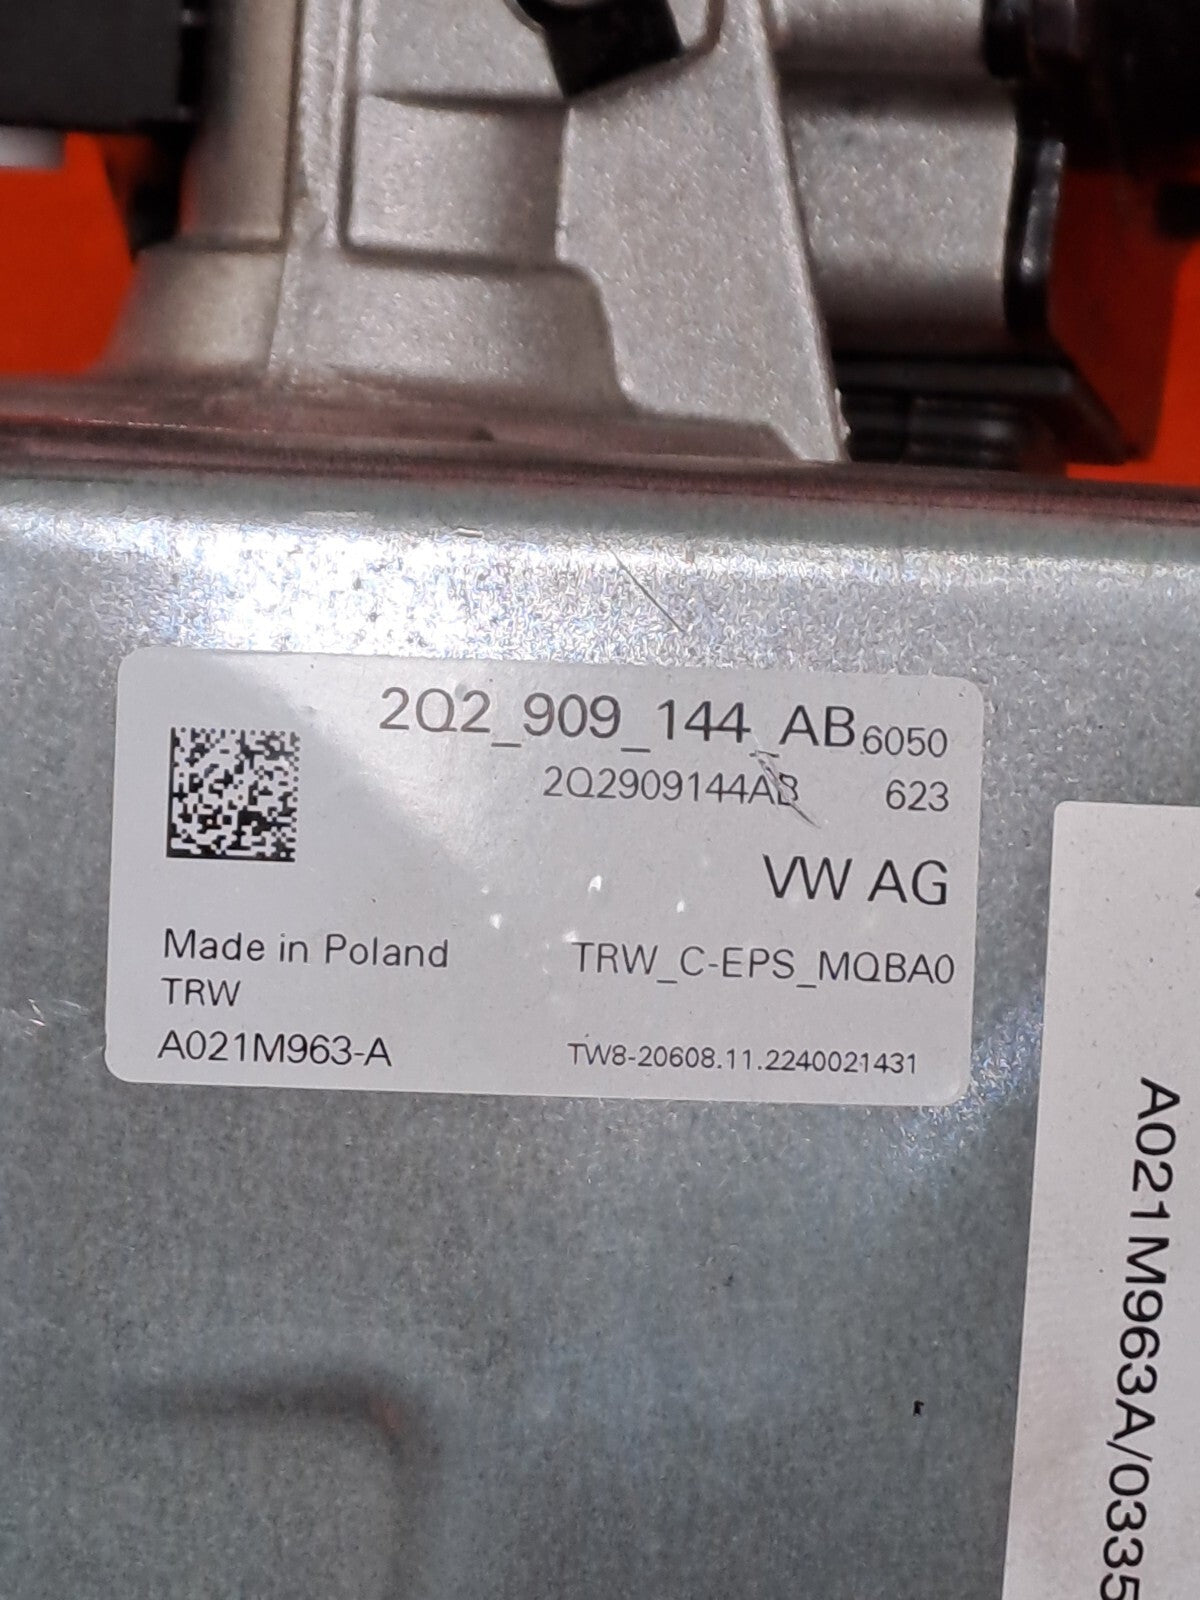 2Q2_909_144_AB 6050
2Q2909144AB 623
VW AG
Made in Poland TRW_C-EPS_MQBA0
TRW
A021M963-A TW8-20608.11.2240021431
A021M963A/0335